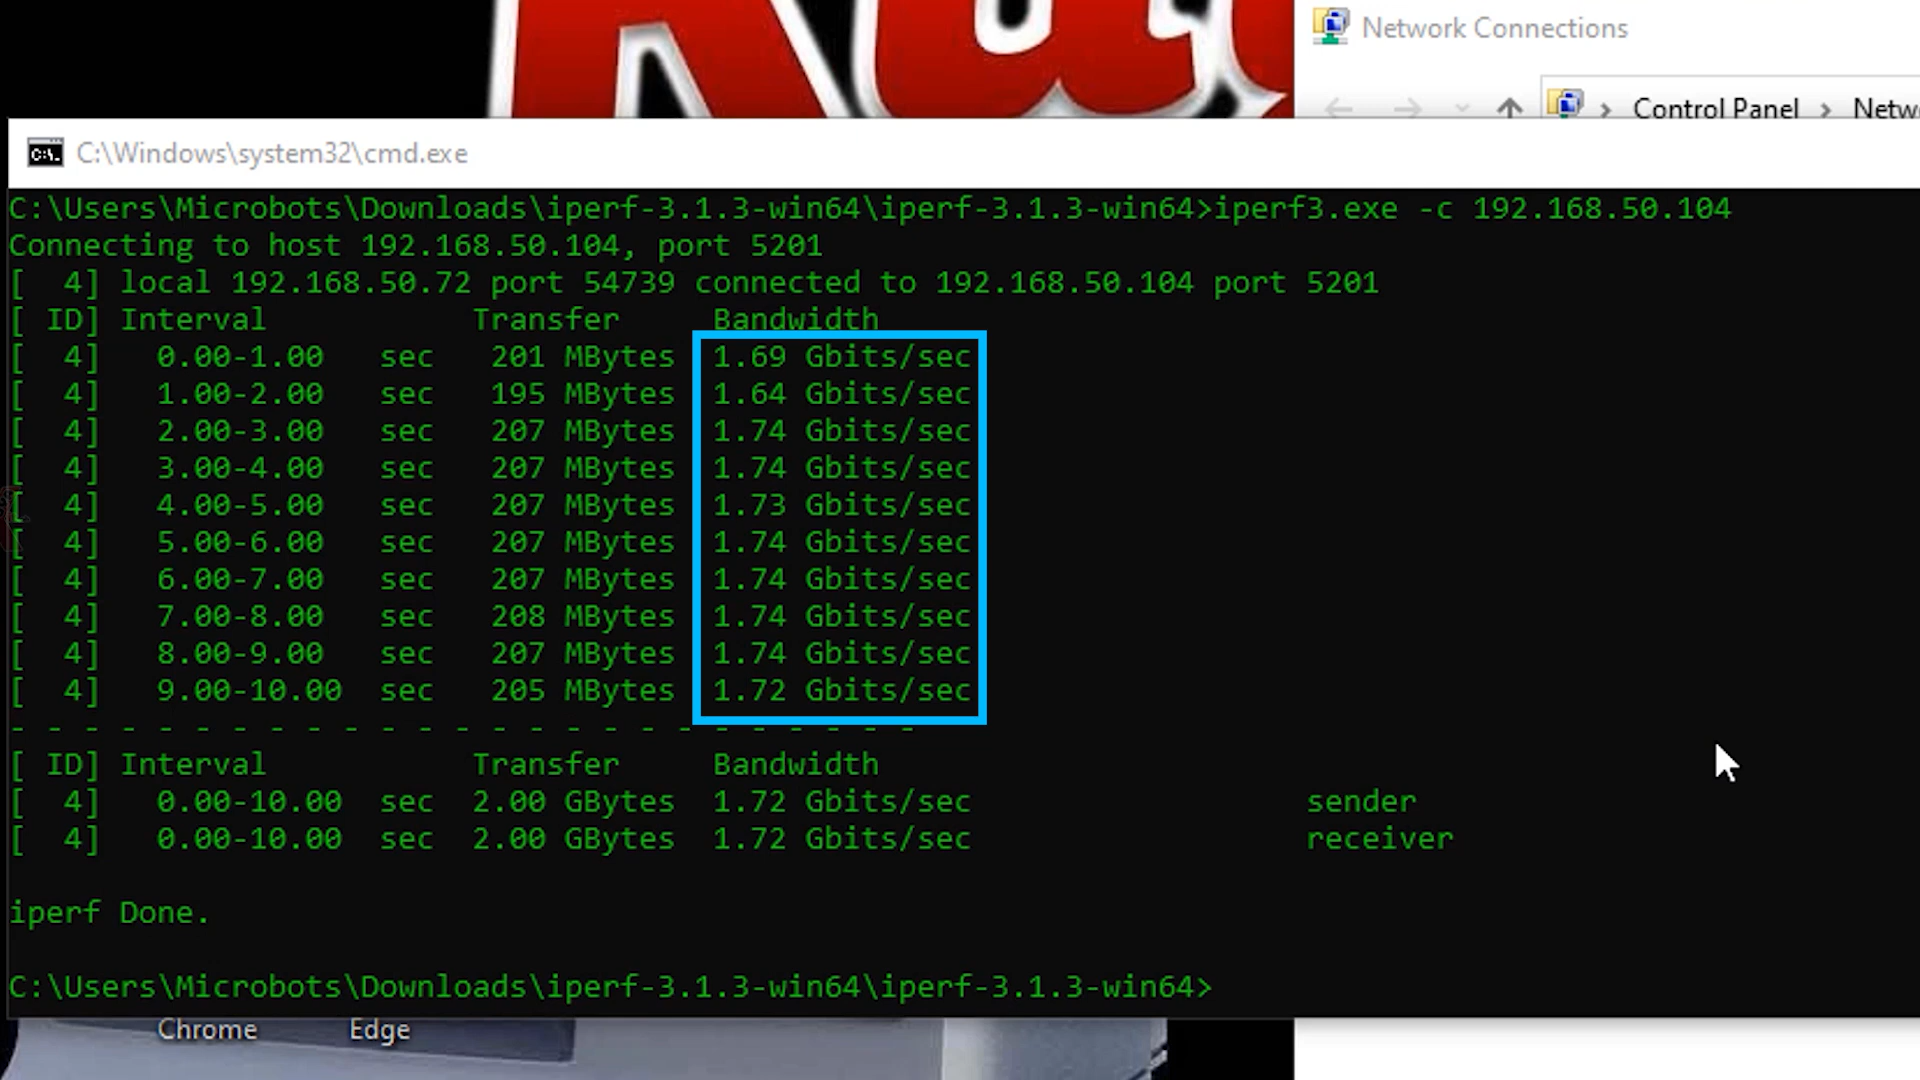 Network Connections
Control Panel
C:\Windows\system32\cmd.exe
C:\Users\Microbots\Downloads\iperf-3.1.3-win64\iperf-3.1.3-win64>iperf3.exe -c 192.168.50.104
Connecting to host 192.168.50.104, port 5201
[  4] local 192.168.50.72 port 54739 connected to 192.168.50.104 port 5201
[ ID] Interval           Transfer     Bandwidth
[  4]   0.00-1.00   sec   201 MBytes  1.69 Gbits/sec
[  4]   1.00-2.00   sec   195 MBytes  1.64 Gbits/sec
[  4]   2.00-3.00   sec   207 MBytes  1.74 Gbits/sec
[  4]   3.00-4.00   sec   207 MBytes  1.74 Gbits/sec
[  4]   4.00-5.00   sec   207 MBytes  1.73 Gbits/sec
[  4]   5.00-6.00   sec   207 MBytes  1.74 Gbits/sec
[  4]   6.00-7.00   sec   207 MBytes  1.74 Gbits/sec
[  4]   7.00-8.00   sec   208 MBytes  1.74 Gbits/sec
[  4]   8.00-9.00   sec   207 MBytes  1.74 Gbits/sec
[  4]   9.00-10.00  sec   205 MBytes  1.72 Gbits/sec
- - - - - - - - - - - - - - - - - - - - - - - - -
[ ID] Interval           Transfer     Bandwidth
[  4]   0.00-10.00  sec  2.00 GBytes  1.72 Gbits/sec                  sender
[  4]   0.00-10.00  sec  2.00 GBytes  1.72 Gbits/sec                  receiver
iperf Done.
C:\Users\Microbots\Downloads\iperf-3.1.3-win64\iperf-3.1.3-win64>
Chrome Edge